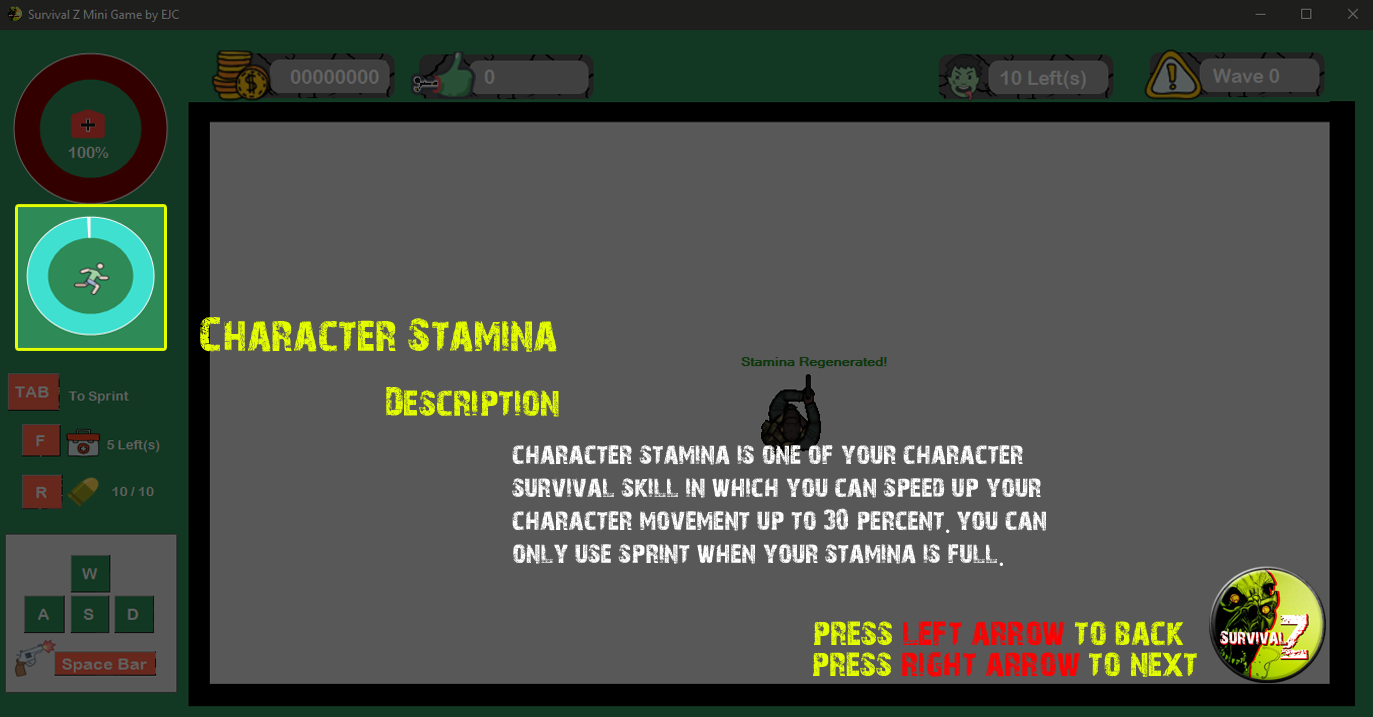 Survival Z Mini Game by EJC
00000000
0
10 Left(s)
Wave 0
100%
CHARACTER STAMINA
Stamina Regenerated!
DESCRIPTION
TAB To Sprint
F 5 Left(s)
R 10 / 10
CHARACTER STAMINA IS ONE OF YOUR CHARACTER
SURVIVAL SKILL IN WHICH YOU CAN SPEED UP YOUR
CHARACTER MOVEMENT UP TO 30 PERCENT. YOU CAN
ONLY USE SPRINT WHEN YOUR STAMINA IS FULL.
W
A S D
Space Bar
PRESS LEFT ARROW TO BACK
PRESS RIGHT ARROW TO NEXT
SURVIVAL Z